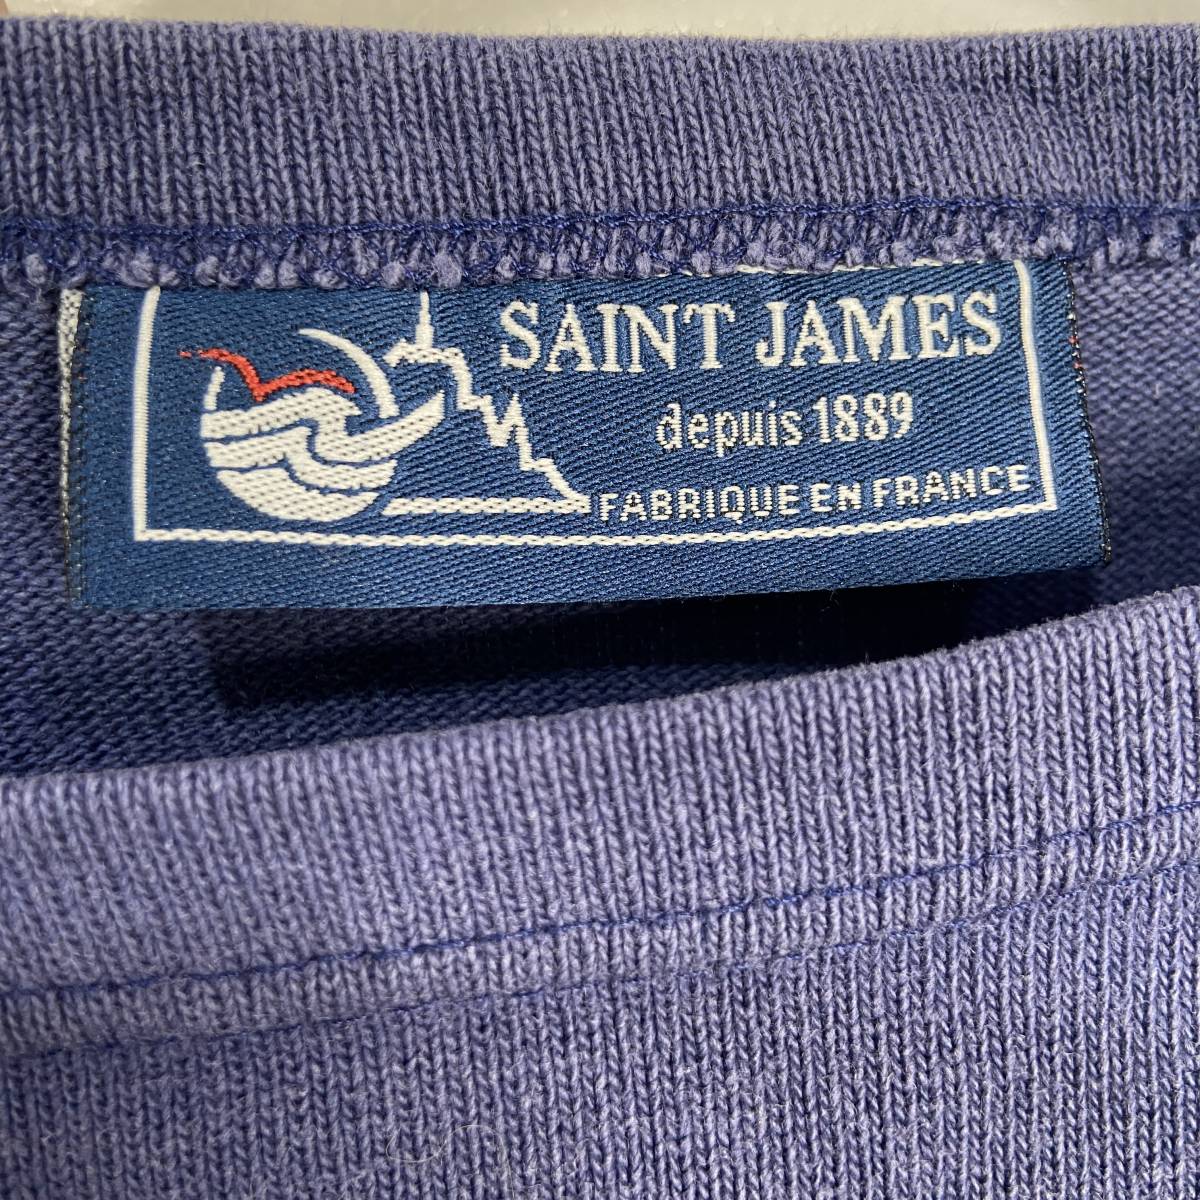 SAINT JAMES
depuis 1889
FABRIQUE EN FRANCE